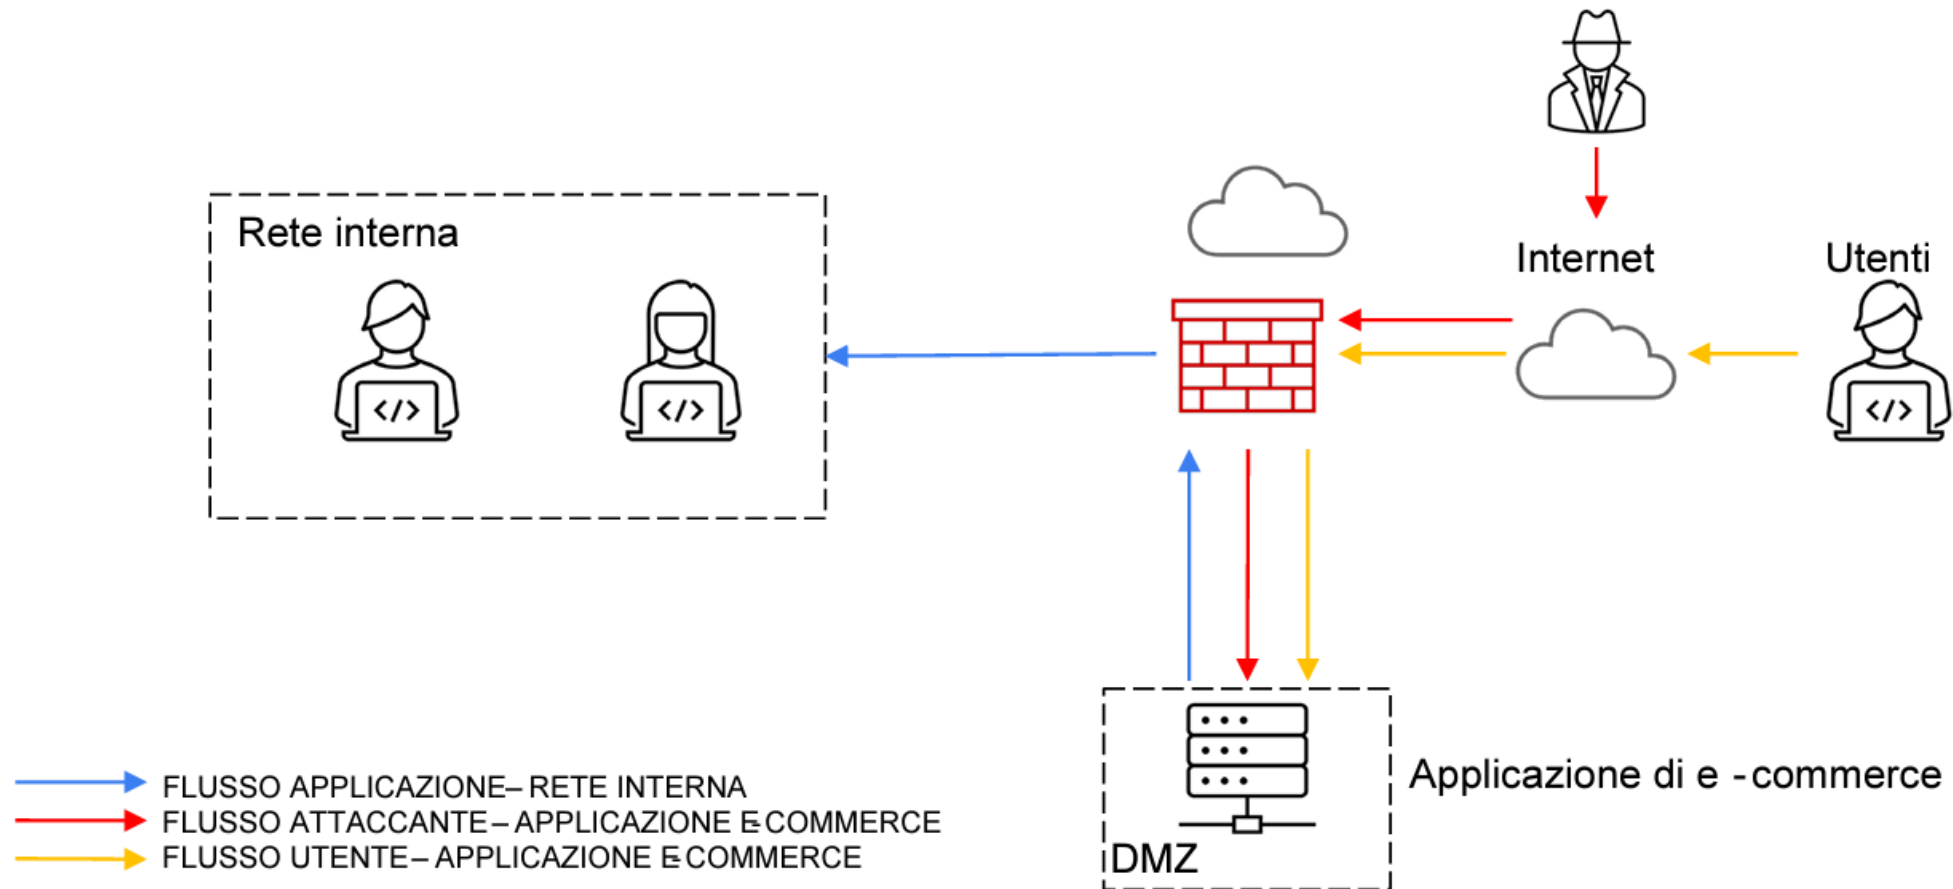 Rete interna
Internet
Utenti
</>
</>
</>
Applicazione di e -commerce
DMZ
FLUSSO APPLICAZIONE– RETE INTERNA
FLUSSO ATTACCANTE – APPLICAZIONE E-COMMERCE
FLUSSO UTENTE – APPLICAZIONE E-COMMERCE